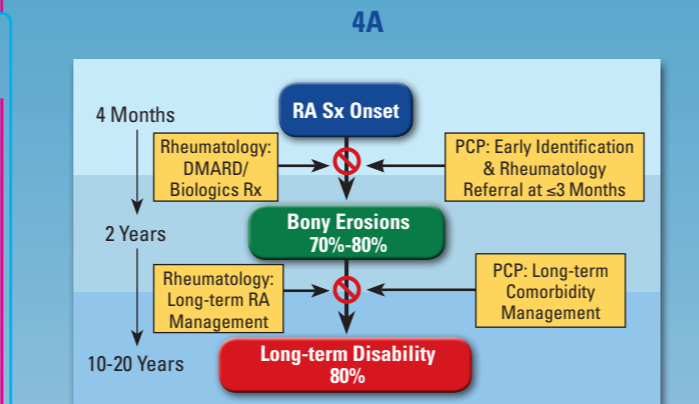 4A
4 Months
RA Sx Onset
Rheumatology:
DMARD/
Biologics Rx
PCP: Early Identification
& Rheumatology
Referral at ≤3 Months
2 Years
Bony Erosions
70%-80%
Rheumatology:
Long-term RA
Management
PCP: Long-term
Comorbidity
Management
10-20 Years
Long-term Disability
80%